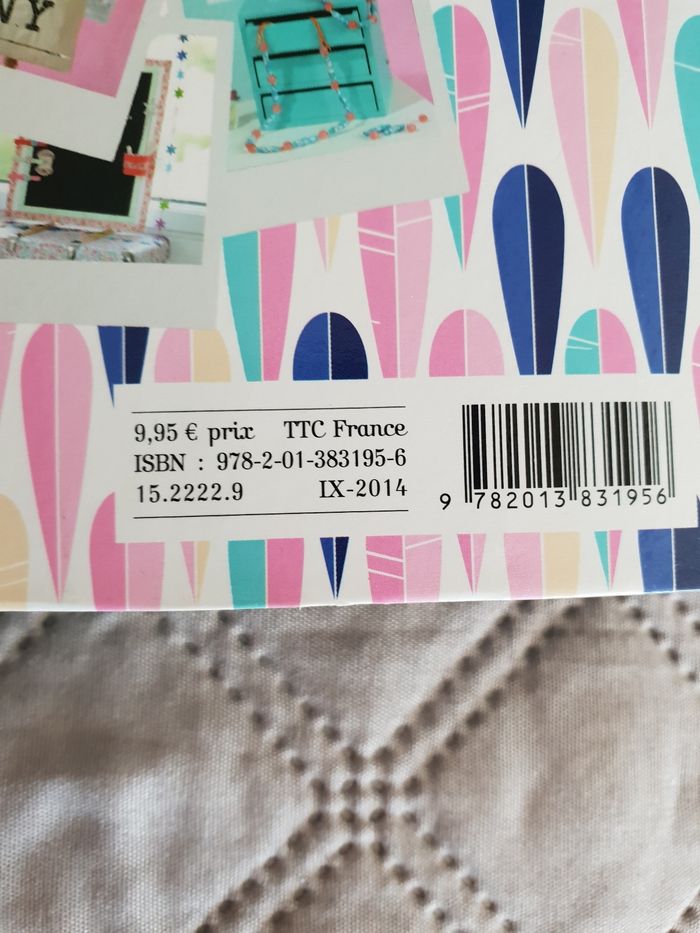 9,95 € prix TTC France
ISBN : 978-2-01-383195-6
15.2222.9 IX-2014
9 782013 831956